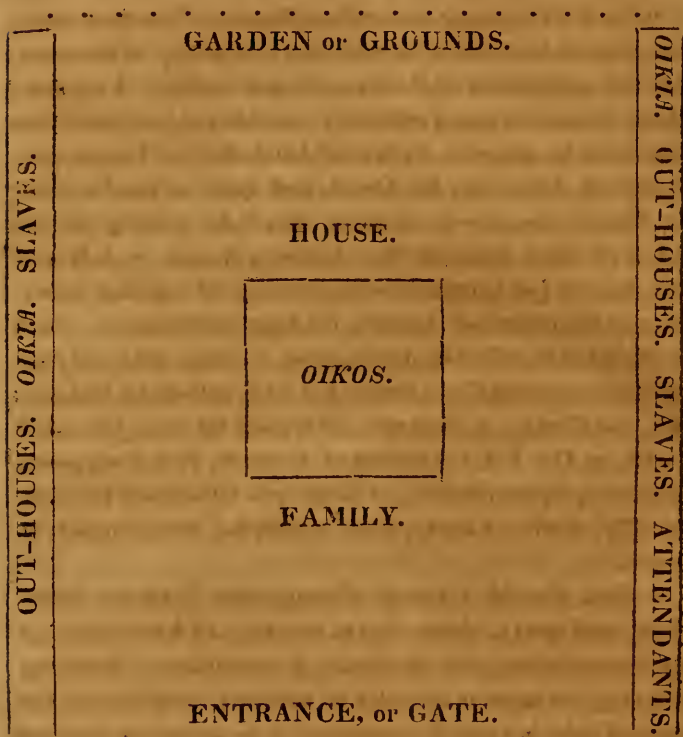 GARDEN or GROUNDS.
OUT-HOUSES. OIKIA. SLAVES.
OIKIA. OUT-HOUSES. SLAVES. ATTENDANTS.
HOUSE.
OIKOS.
FAMILY.
ENTRANCE, or GATE.